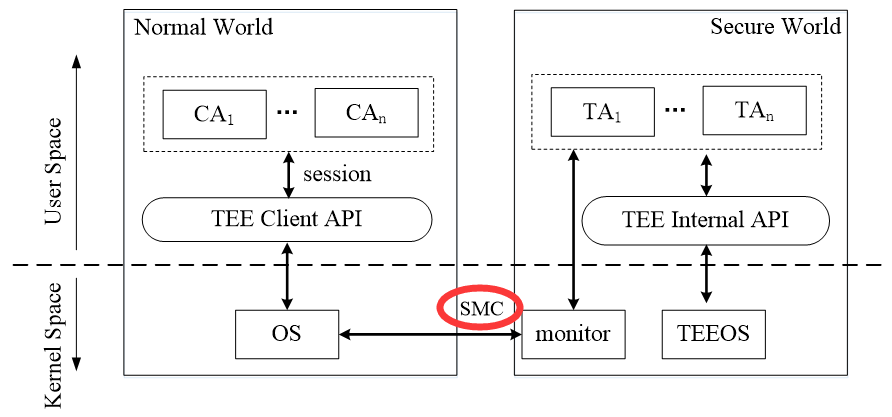 Normal World
Secure World
User Space
CA1
...
CAn
TA1
...
TAn
session
TEE Client API
TEE Internal API
Kernel Space
SMC
OS
monitor
TEEOS